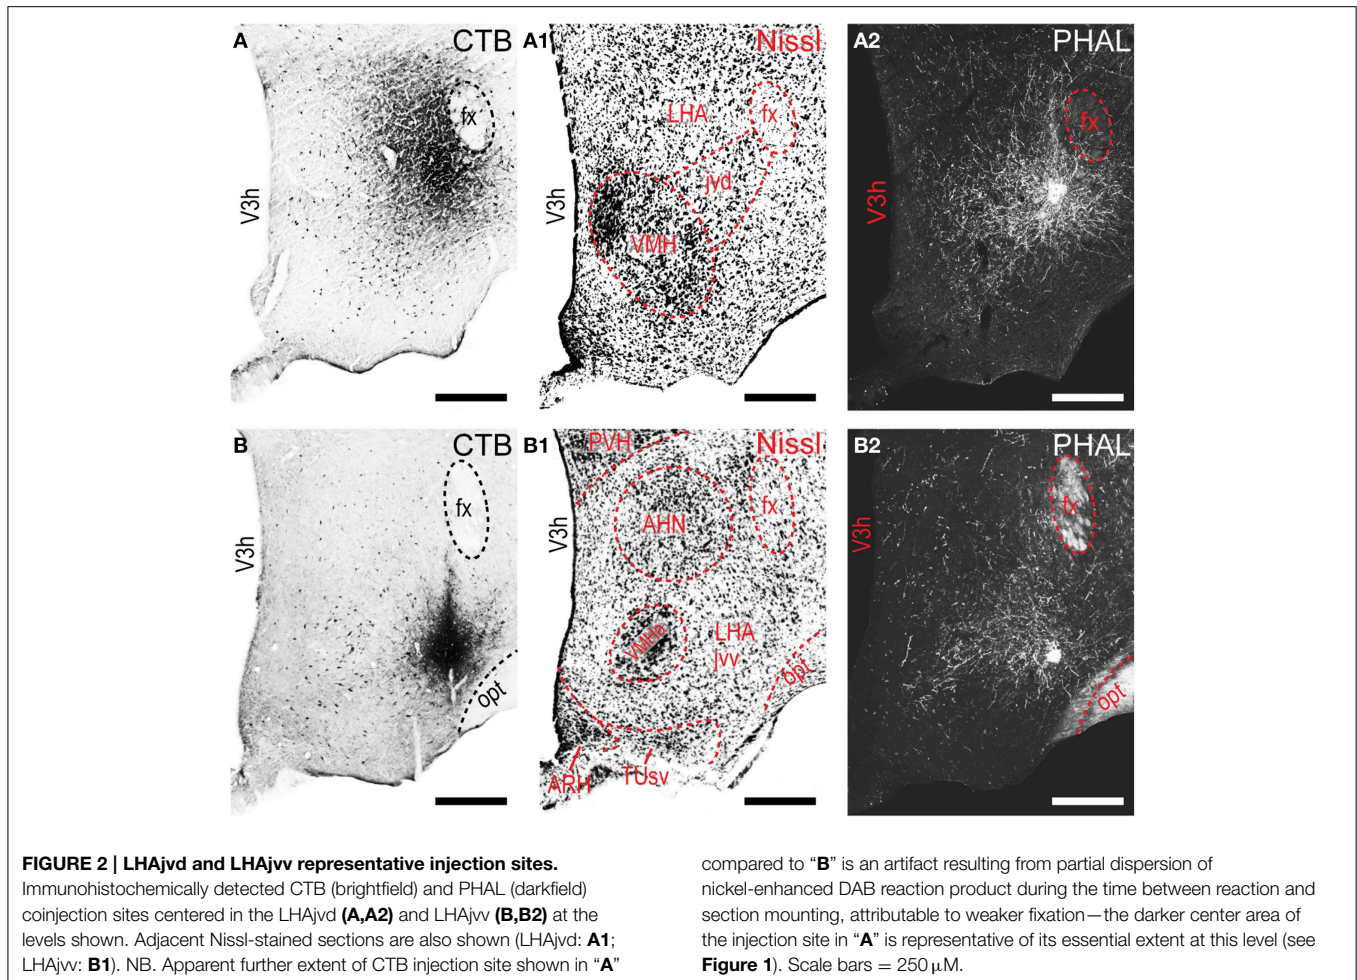 A
CTB
fx
V3h
A1
Nissl
LHA
fx
jvd
VMH
V3h
A2
PHAL
fx
V3h
B
CTB
fx
V3h
opt
B1
Nissl
PVH
fx
AHN
V3h
VMHa
LHA
jvv
opt
ARH
TUsv
B2
PHAL
fx
V3h
opt
FIGURE 2 | LHAjvd and LHAjvv representative injection sites.
Immunohistochemically detected CTB (brightfield) and PHAL (darkfield)
coinjection sites centered in the LHAjvd (A,A2) and LHAjvv (B,B2) at the
levels shown. Adjacent Nissl-stained sections are also shown (LHAjvd: A1;
LHAjvv: B1). NB. Apparent further extent of CTB injection site shown in “A”
compared to “B” is an artifact resulting from partial dispersion of
nickel-enhanced DAB reaction product during the time between reaction and
section mounting, attributable to weaker fixation—the darker center area of
the injection site in “A” is representative of its essential extent at this level (see
Figure 1). Scale bars = 250 μM.